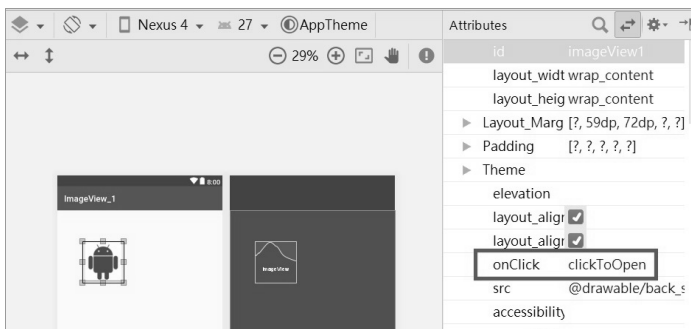 Nexus 4
27
AppTheme
Attributes
29%
id imageView1
layout_widt wrap_content
layout_heig wrap_content
Layout_Marg [?, 59dp, 72dp, ?, ?]
Padding [?, ?, ?, ?, ?]
Theme
elevation
layout_aligr
layout_aligr
onClick clickToOpen
src @drawable/back_s
accessibility
8:00
ImageView_1
ImageView